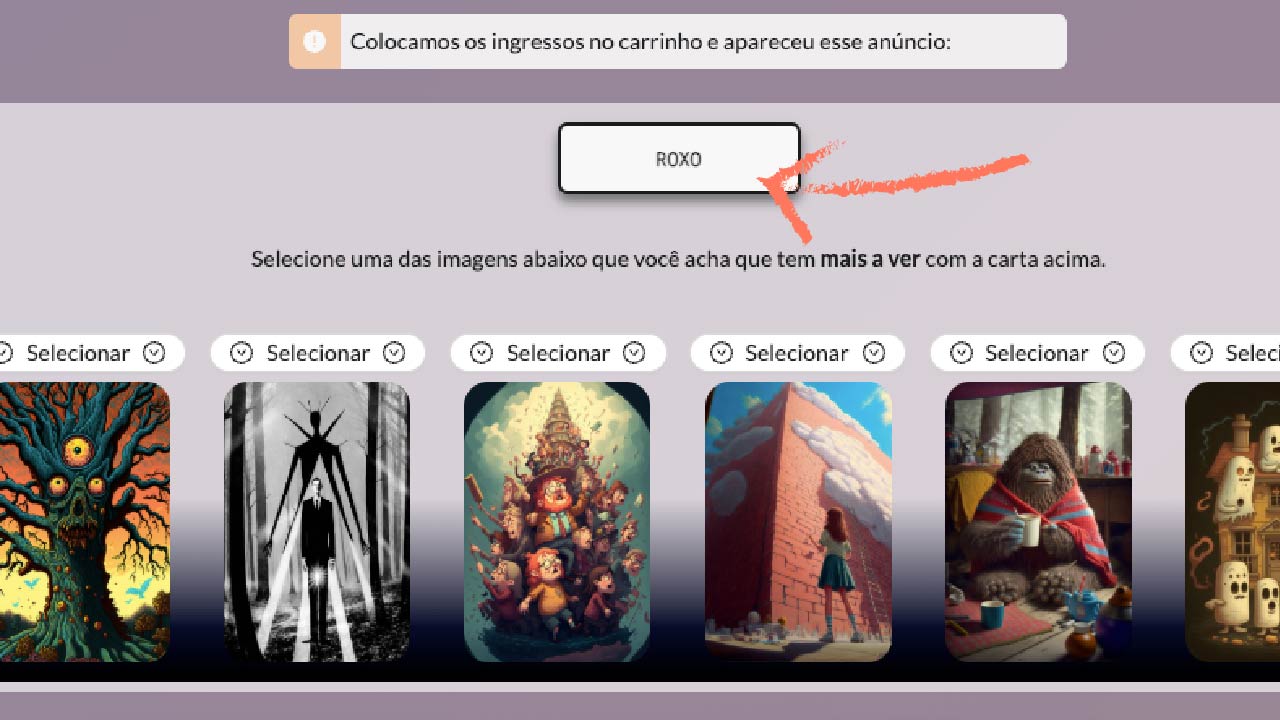 Colocamos os ingressos no carrinho e apareceu esse anúncio:
ROXO
Selecione uma das imagens abaixo que você acha que tem mais a ver com a carta acima.
Selecionar
Selecionar
Selecionar
Selecionar
Selecionar
Seleci